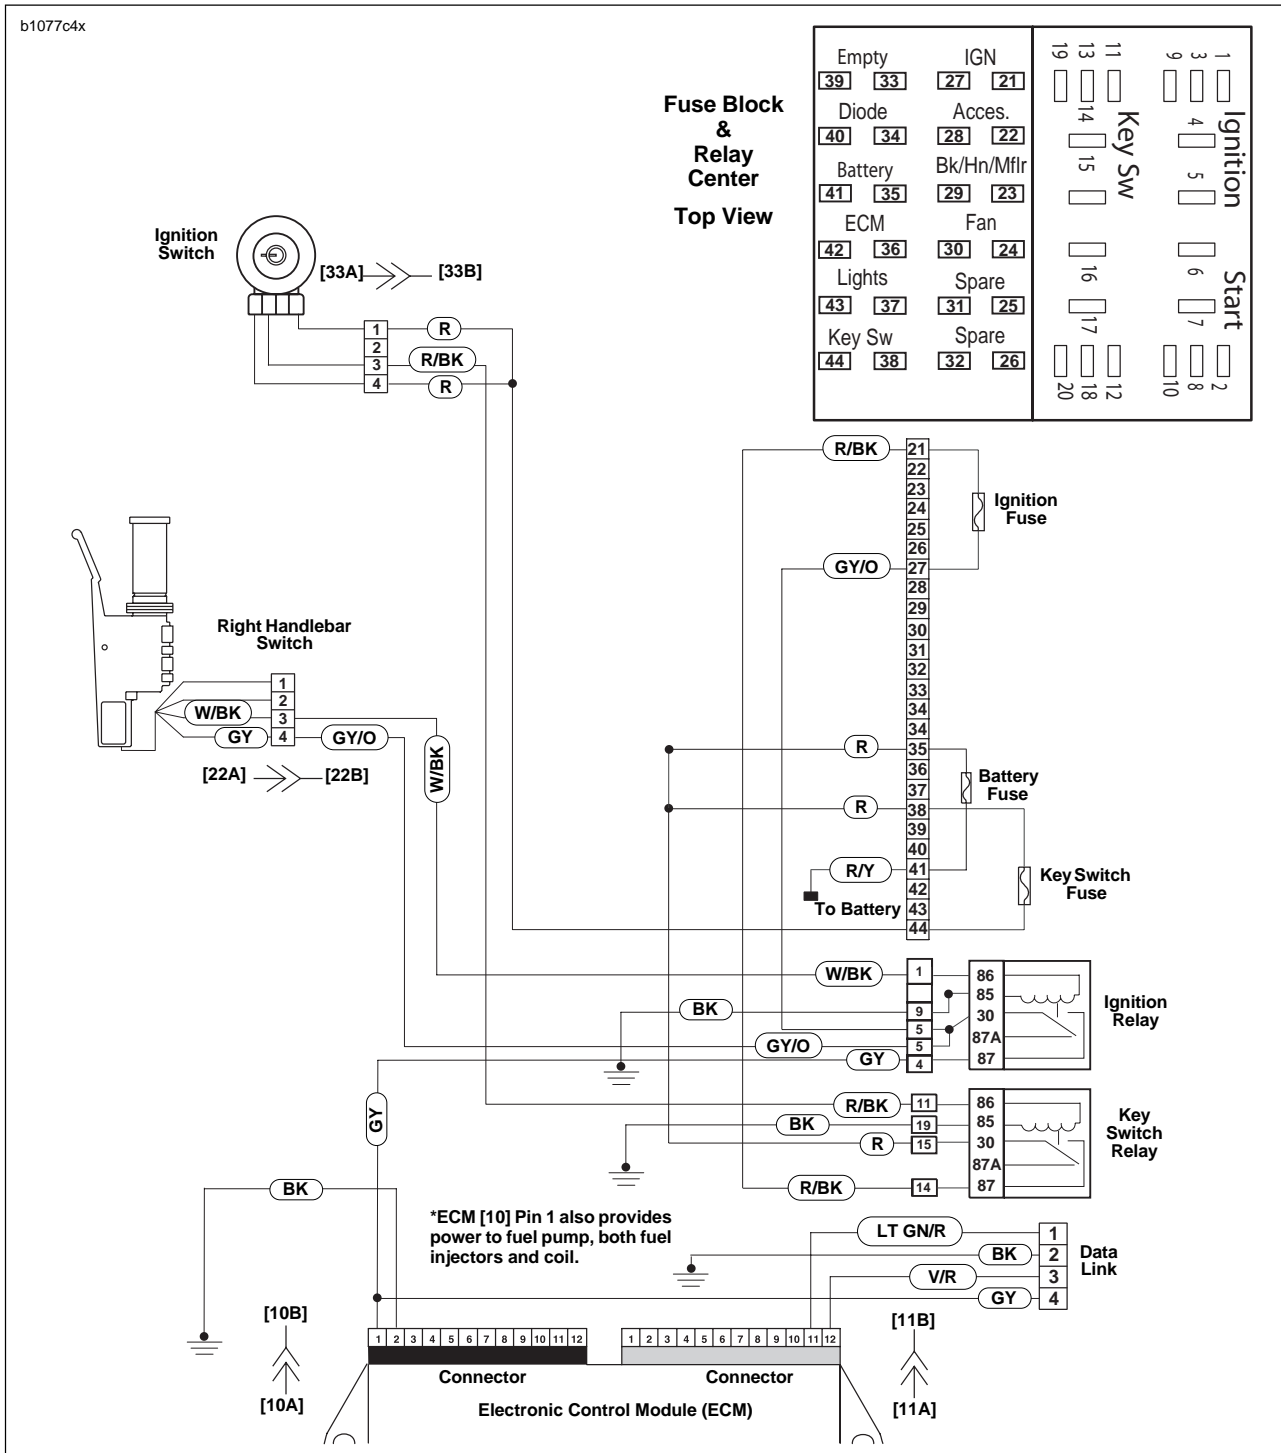 b1077c4x
Fuse Block
&
Relay
Center
Top View
Empty
39 33
IGN
27 21
Diode
40 34
Acces.
28 22
Battery
41 35
Bk/Hn/Mflr
29 23
ECM
42 36
Fan
30 24
Lights
43 37
Spare
31 25
Key Sw
44 38
Spare
32 26
19 13 11
14
15
Key Sw
16
17
20 18 12
9 3 1
4
5
Ignition
6
7
Start
10 8 2
Ignition
Switch
[33A] [33B]
1
2
3
4
R
R/BK
R
Right Handlebar
Switch
1
2
3
4
W/BK
GY
GY/O
W/BK
[22A] [22B]
R/BK
GY/O
R
R
R/Y
To Battery
21
22
23
24
25
26
27
28
29
30
31
32
33
34
34
35
36
37
38
39
40
41
42
43
44
Ignition
Fuse
Battery
Fuse
Key Switch
Fuse
W/BK
BK
GY/O
GY
1
9
5
5
4
86
85
30
87A
87
Ignition
Relay
GY
R/BK
BK
R
R/BK
11
19
15
14
86
85
30
87A
87
Key
Switch
Relay
BK
*ECM [10] Pin 1 also provides
power to fuel pump, both fuel
injectors and coil.
LT GN/R
BK
V/R
GY
1
2
3
4
Data
Link
[10B]
[10A]
1 2 3 4 5 6 7 8 9 10 11 12
1 2 3 4 5 6 7 8 9 10 11 12
[11B]
[11A]
Connector
Connector
Electronic Control Module (ECM)